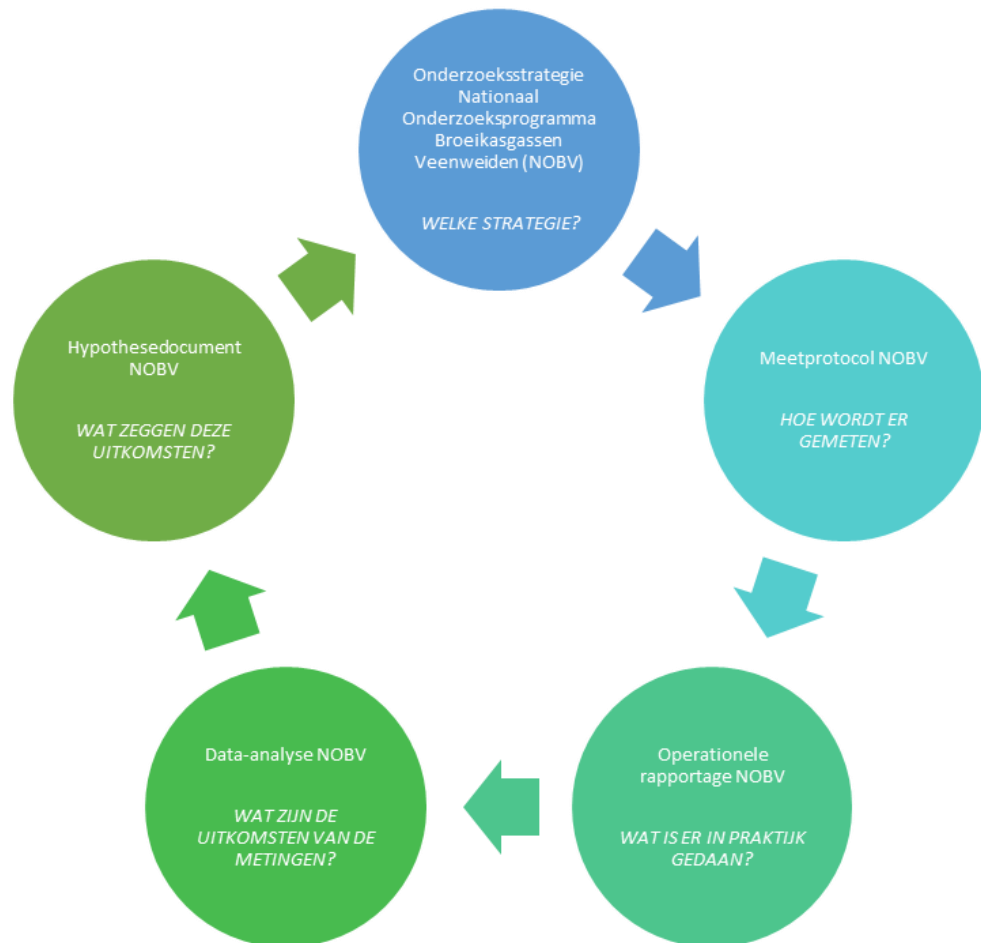 Onderzoeksstrategie
Nationaal
Onderzoeksprogramma
Broeikasgassen
Veenweiden (NOBV)
WELKE STRATEGIE?
Meetprotocol NOBV
HOE WORDT ER
GEMETEN?
Operationele
rapportage NOBV
WAT IS ER IN PRAKTIJK
GEDAAN?
Data-analyse NOBV
WAT ZIJN DE
UITKOMSTEN VAN DE
METINGEN?
Hypothesedocument
NOBV
WAT ZEGGEN DEZE
UITKOMSTEN?